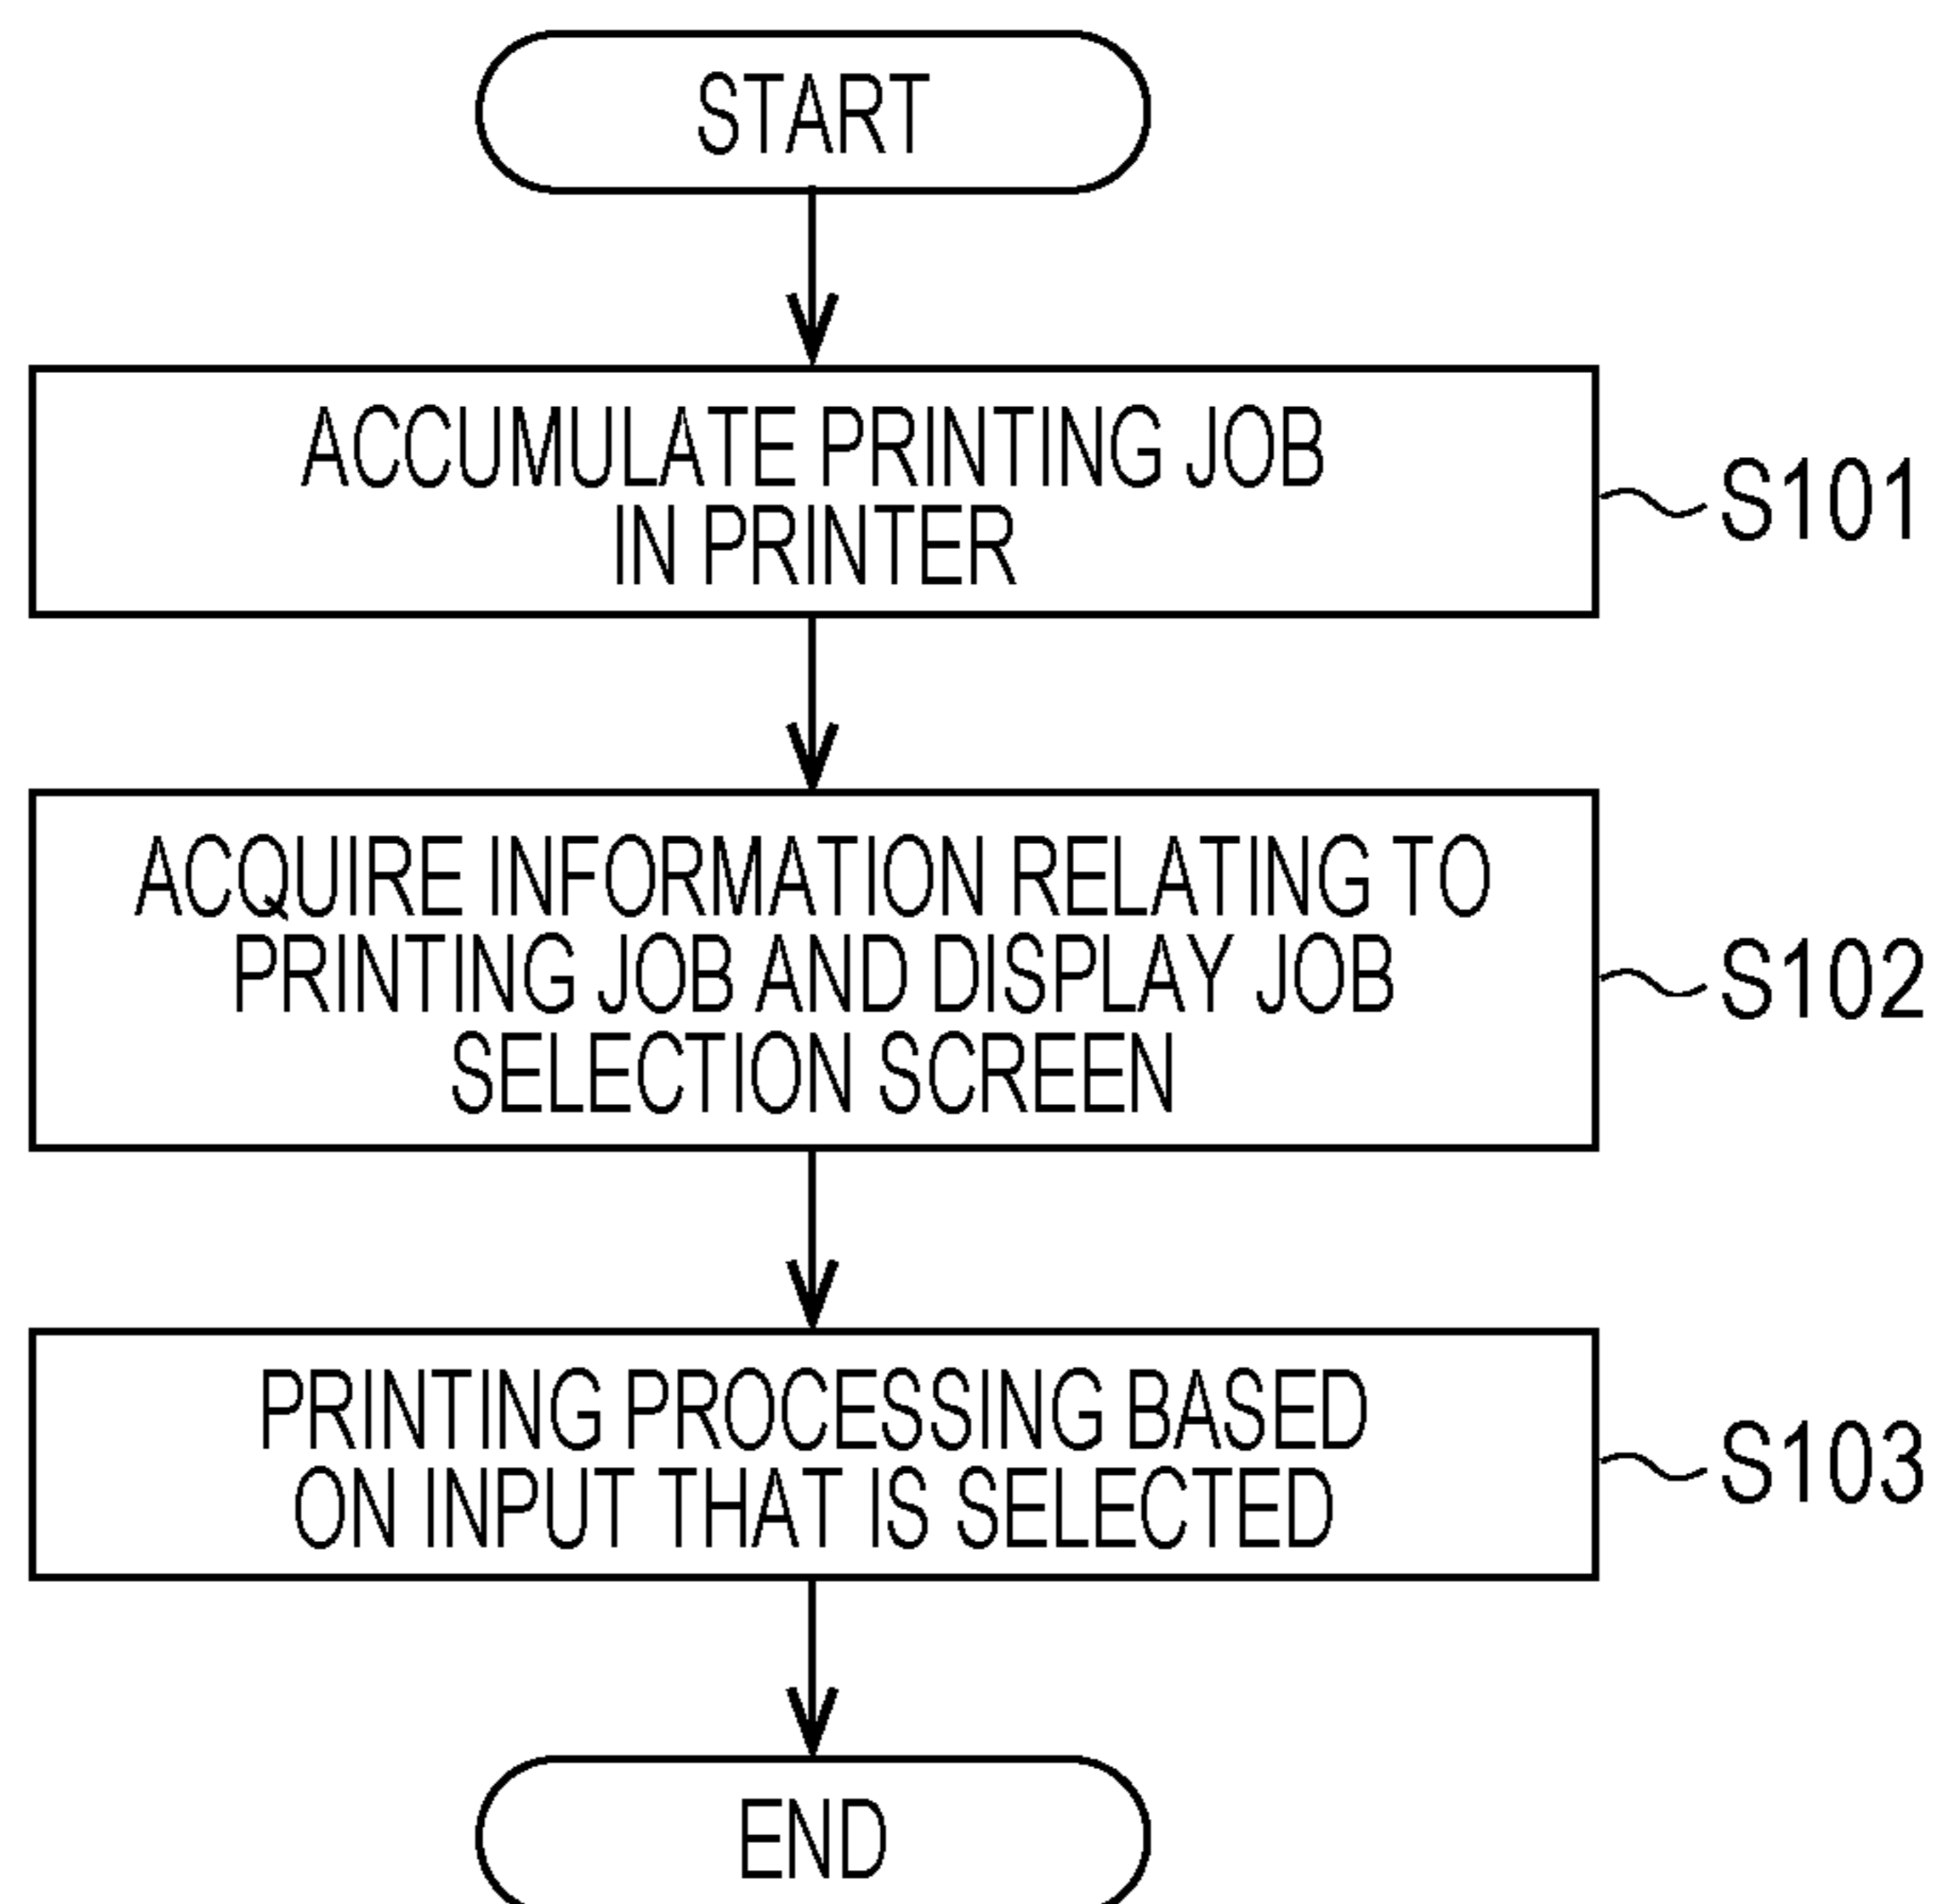 START
ACCUMULATE PRINTING JOB
IN PRINTER
S101
ACQUIRE INFORMATION RELATING TO
PRINTING JOB AND DISPLAY JOB
SELECTION SCREEN
S102
PRINTING PROCESSING BASED
ON INPUT THAT IS SELECTED
S103
END